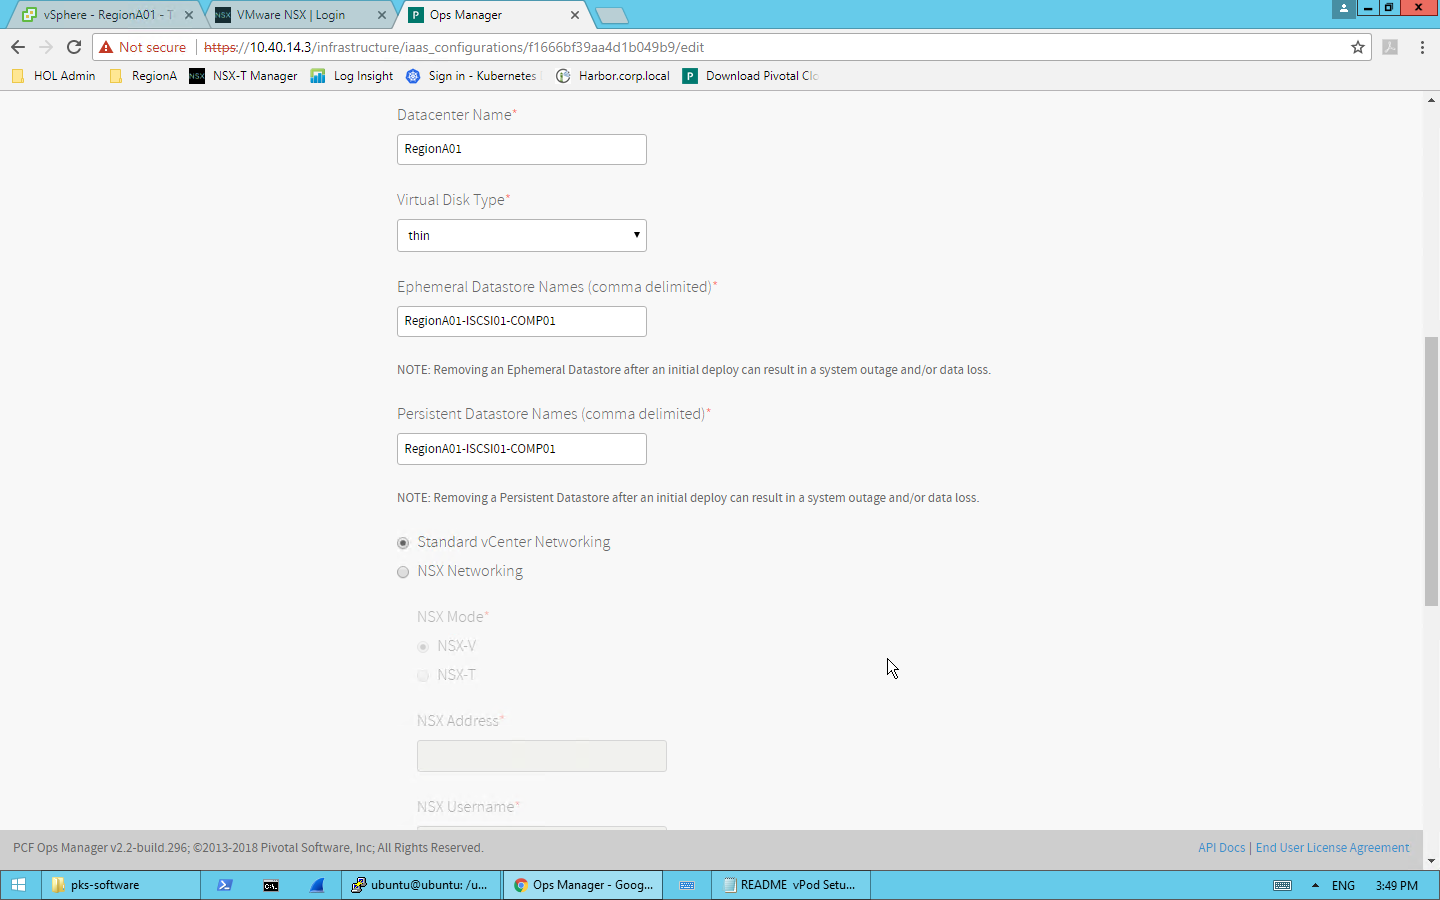 vSphere - RegionA01 - T
VMware NSX | Login
Ops Manager
Not secure
https://10.40.14.3/infrastructure/iaas_configurations/f1666bf39aa4d1b049b9/edit
HOL Admin
RegionA
NSX
NSX-T Manager
Log Insight
Sign in - Kubernetes
Harbor.corp.local
Download Pivotal Clo
Datacenter Name*
RegionA01
Virtual Disk Type*
thin
Ephemeral Datastore Names (comma delimited)*
RegionA01-ISCSI01-COMP01
NOTE: Removing an Ephemeral Datastore after an initial deploy can result in a system outage and/or data loss.
Persistent Datastore Names (comma delimited)*
RegionA01-ISCSI01-COMP01
NOTE: Removing a Persistent Datastore after an initial deploy can result in a system outage and/or data loss.
Standard vCenter Networking
NSX Networking
NSX Mode*
NSX-V
NSX-T
NSX Address*
NSX Username*
PCF Ops Manager v2.2-build.296; ©2013-2018 Pivotal Software, Inc; All Rights Reserved.
API Docs | End User License Agreement
pks-software
ubuntu@ubuntu: /u...
Ops Manager - Goog...
README vPod Setu...
ENG
3:49 PM